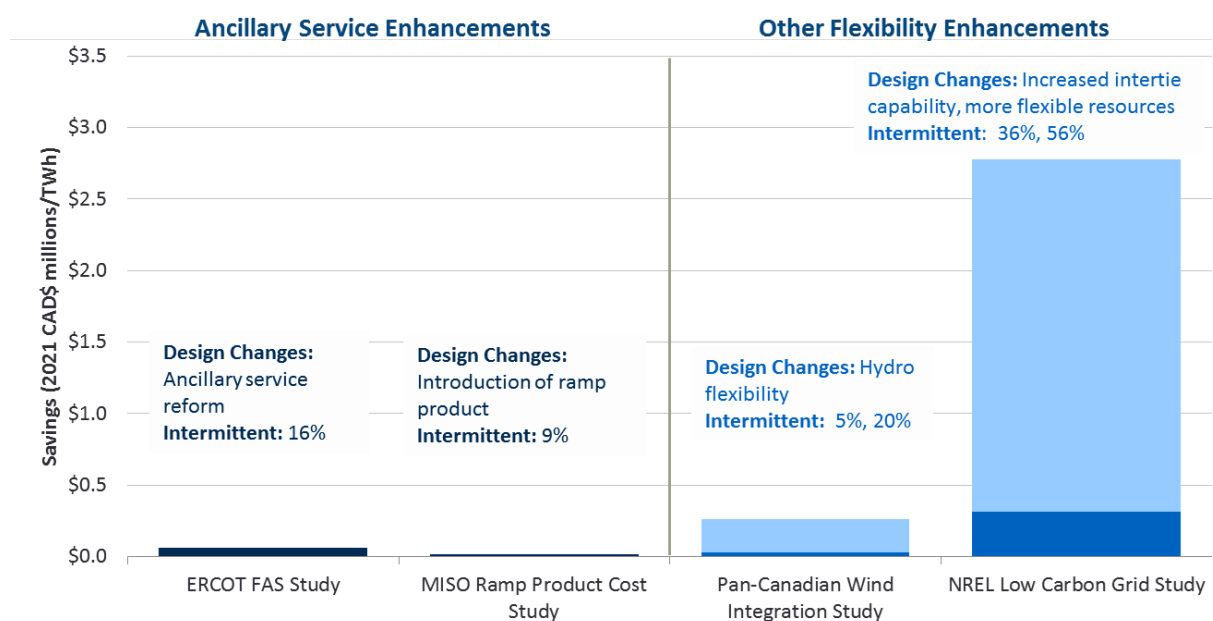 Ancillary Service Enhancements
Other Flexibility Enhancements
Savings (2021 CAD$ millions/TWh)
$3.5
$3.0
$2.5
$2.0
$1.5
$1.0
$0.5
$0.0
Design Changes:
Ancillary service
reform
Intermittent: 16%
Design Changes:
Introduction of ramp
product
Intermittent: 9%
Design Changes: Hydro
flexibility
Intermittent: 5%, 20%
Design Changes: Increased intertie
capability, more flexible resources
Intermittent: 36%, 56%
ERCOT FAS Study
MISO Ramp Product Cost
Study
Pan-Canadian Wind
Integration Study
NREL Low Carbon Grid Study